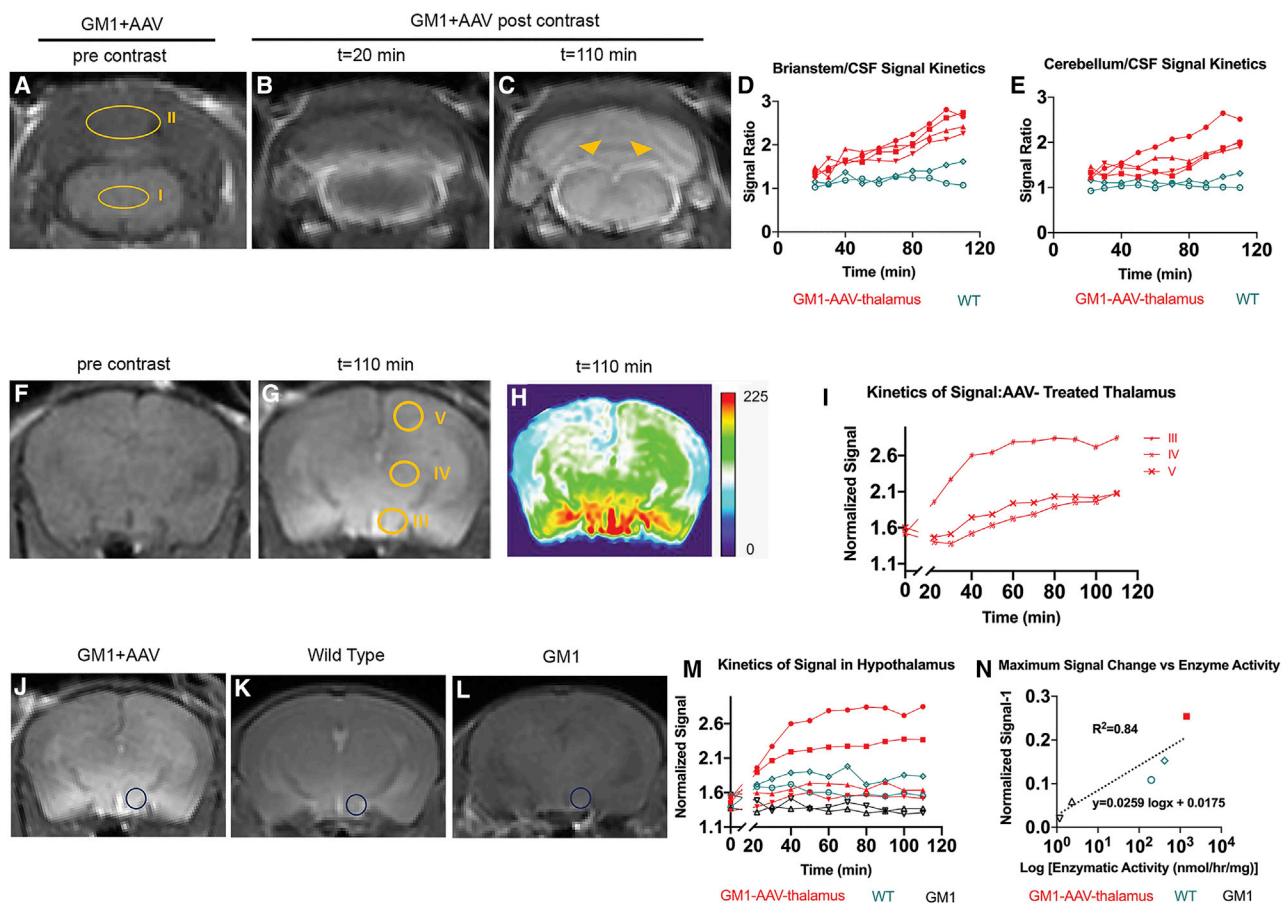 GM1+AAV
GM1+AAV post contrast
pre contrast
t=20 min
t=110 min
A
II
I
B
C
D
Brianstem/CSF Signal Kinetics
Signal Ratio
3
2
1
0
0 40 80 120
Time (min)
GM1-AAV-thalamus WT
E
Cerebellum/CSF Signal Kinetics
Signal Ratio
3
2
1
0
0 40 80 120
Time (min)
GM1-AAV-thalamus WT
pre contrast
t=110 min
t=110 min
F
G
V
IV
III
H
225
0
I
Kinetics of Signal:AAV- Treated Thalamus
Normalized Signal
2.6
2.1
1.6
1.1
0 20 40 60 80 100 120
Time (min)
III
IV
V
GM1+AAV
Wild Type
GM1
J
K
L
M
Kinetics of Signal in Hypothalamus
Normalized Signal
2.6
2.1
1.6
1.1
0 20 40 60 80 100 120
Time (min)
GM1-AAV-thalamus WT GM1
N
Maximum Signal Change vs Enzyme Activity
Normalized Signal-1
0.3
0.2
0.1
0.0
R²=0.84
y=0.0259 logx + 0.0175
10⁰ 10¹ 10² 10³ 10⁴
Log [Enzymatic Activity (nmol/hr/mg)]
GM1-AAV-thalamus WT GM1